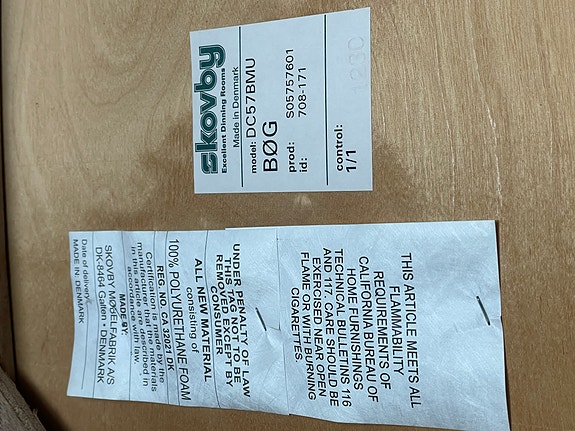 skovby
Excellent Dinning Rooms
Made in Denmark
model: DC57BMU
BØG
prod: S05757601
id: 708-171
control:
1/1
1230
THIS ARTICLE MEETS ALL
FLAMMABILITY
REQUIREMENTS OF
CALIFORNIA BUREAU OF
HOME FURNISHINGS
TECHNICAL BULLETINS 116
AND 117. CARE SHOULD BE
EXERCISED NEAR OPEN
FLAME OR WITH BURNING
CIGARETTES.
UNDER PENALTY OF LAW
THIS TAG NOT TO BE
REMOVED EXEPT BY
CONSUMER
ALL NEW MATERIAL
consisting of
100% POLYURETHANE FOAM
REG. NO. CA 32021 DK
Certification is made by the
manufacturer that the materials
in this article are described in
accordance with law.
MADE BY:
SKOVBY MØBELFABRIK A/S
DK-8464 Galten • DENMARK
Date of delivery:
MADE IN: DENMARK